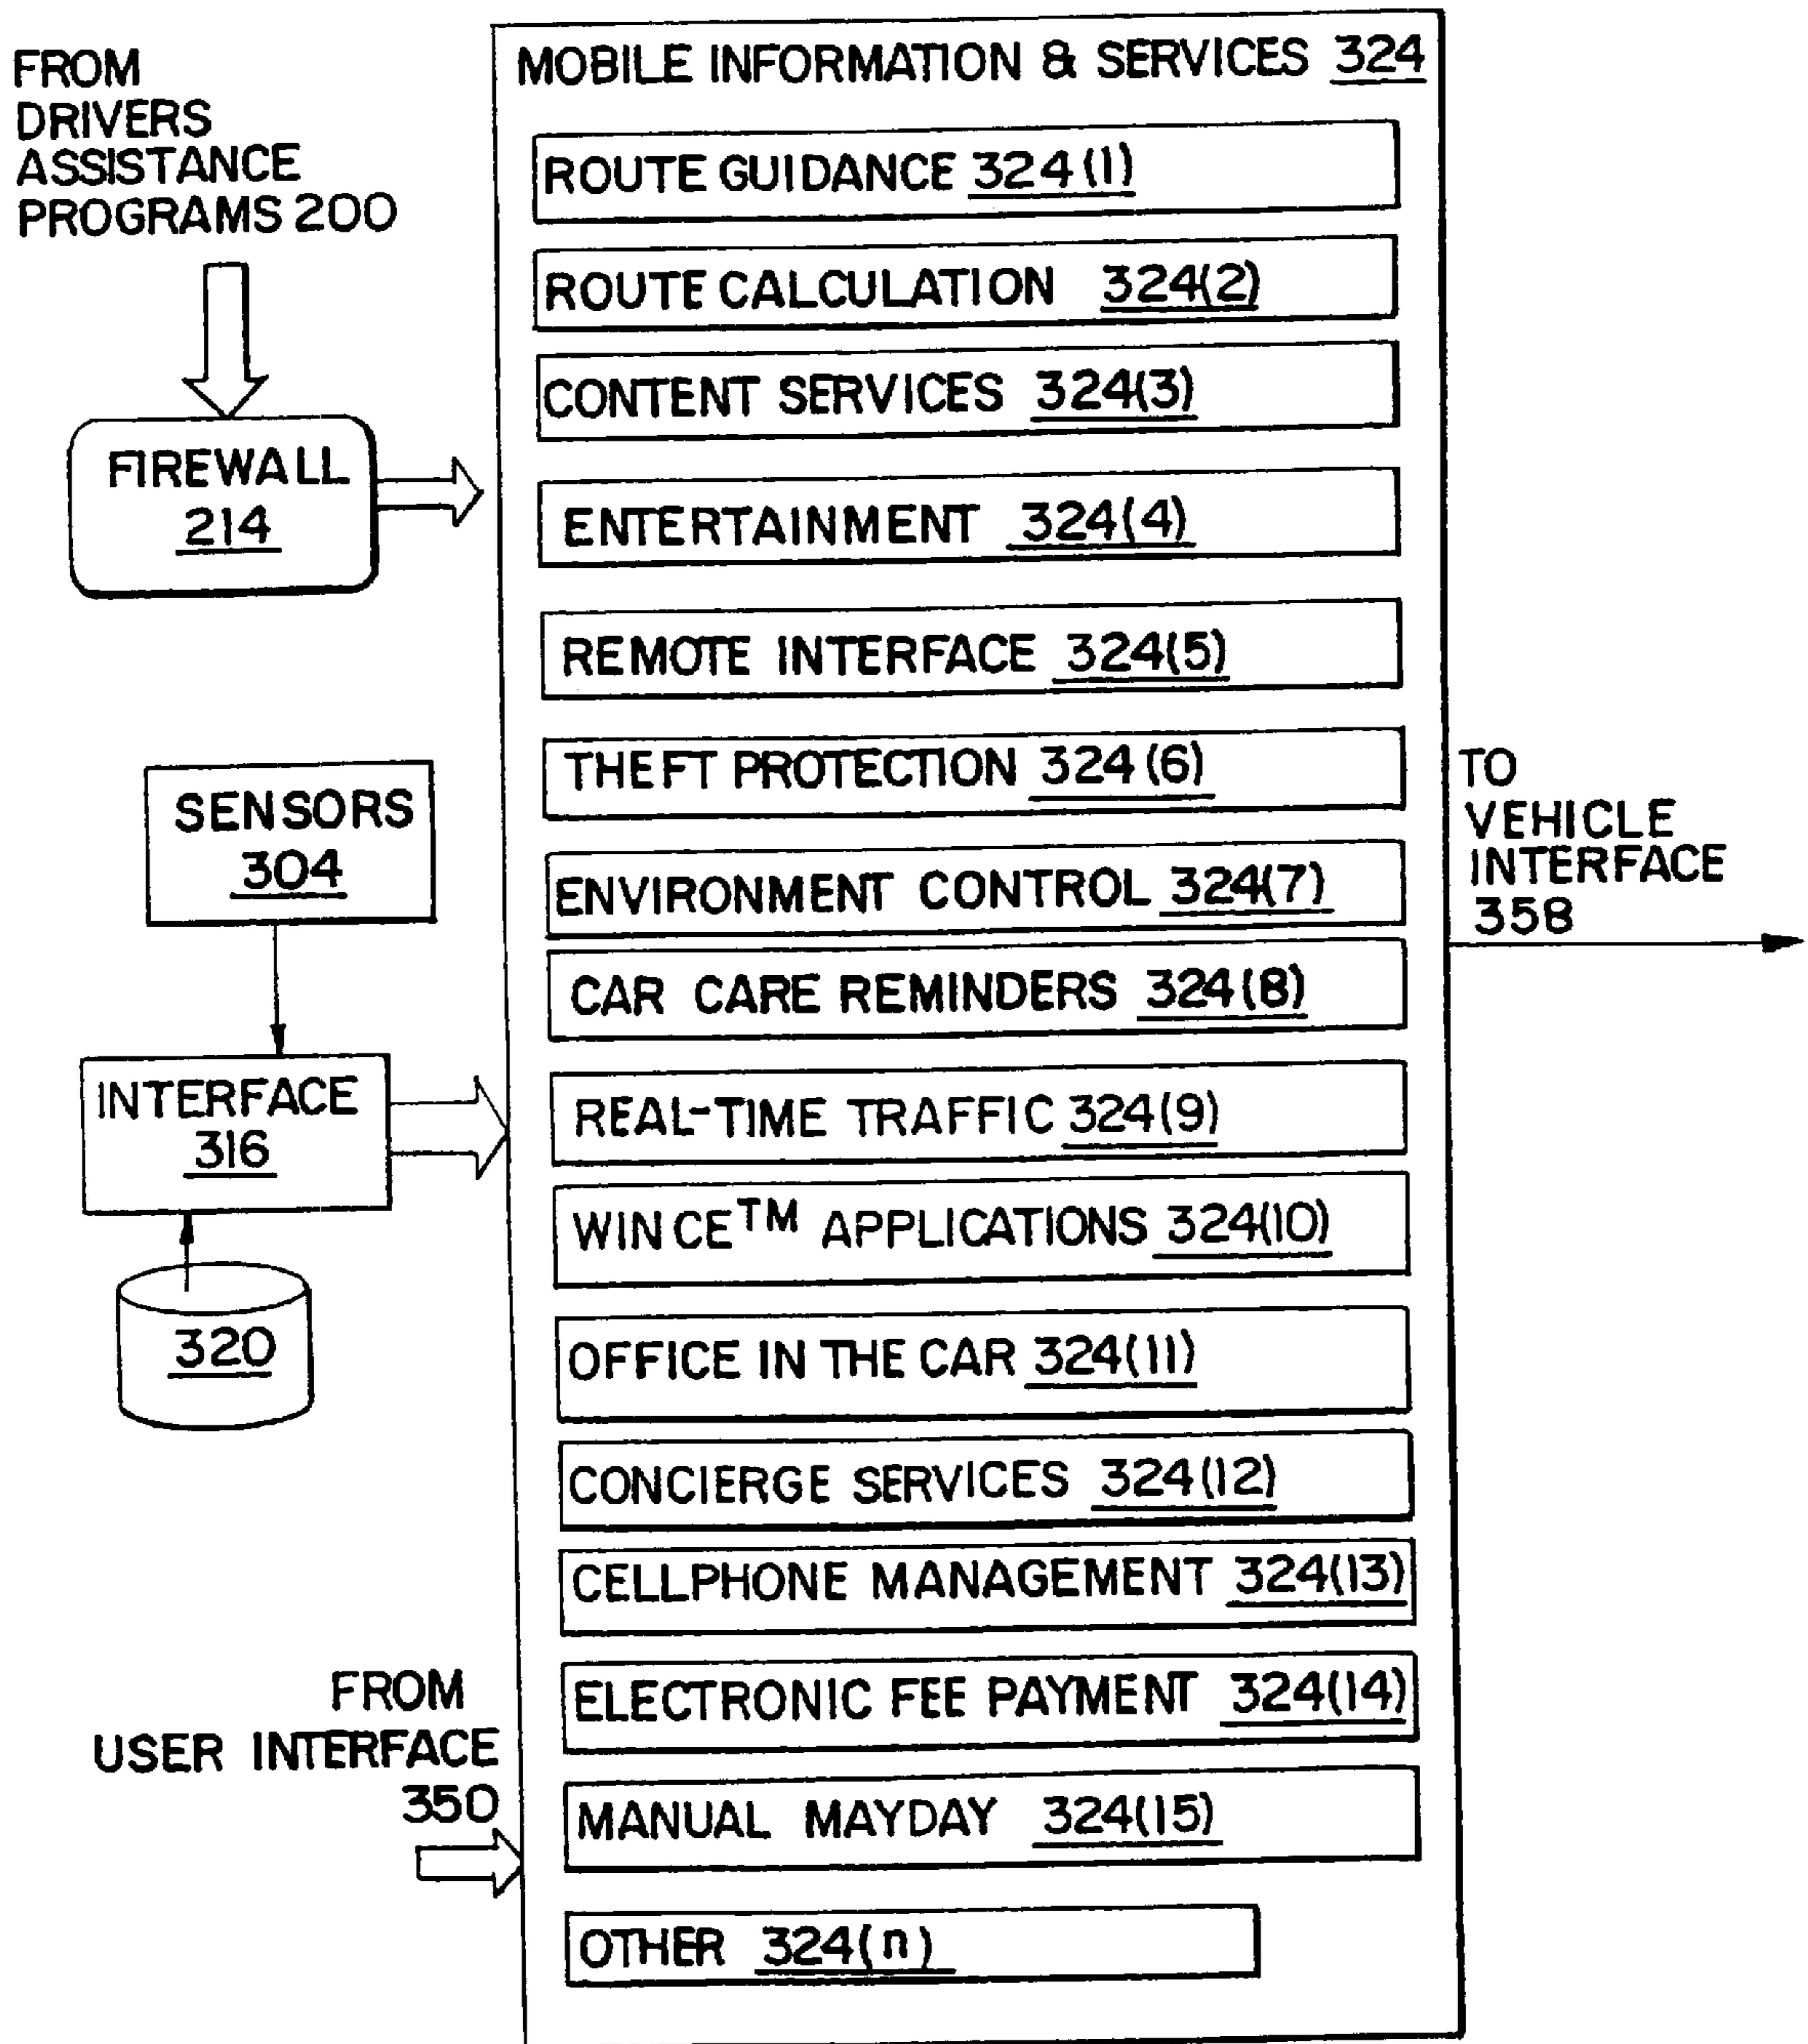 FROM
DRIVERS
ASSISTANCE
PROGRAMS 200
FIREWALL
214
SENSORS
304
INTERFACE
316
320
FROM
USER INTERFACE
350
MOBILE INFORMATION & SERVICES 324
ROUTE GUIDANCE 324(1)
ROUTE CALCULATION 324(2)
CONTENT SERVICES 324(3)
ENTERTAINMENT 324(4)
REMOTE INTERFACE 324(5)
THEFT PROTECTION 324(6)
ENVIRONMENT CONTROL 324(7)
CAR CARE REMINDERS 324(8)
REAL-TIME TRAFFIC 324(9)
WIN CE™ APPLICATIONS 324(10)
OFFICE IN THE CAR 324(11)
CONCIERGE SERVICES 324(12)
CELLPHONE MANAGEMENT 324(13)
ELECTRONIC FEE PAYMENT 324(14)
MANUAL MAYDAY 324(15)
OTHER 324(n)
TO
VEHICLE
INTERFACE
358